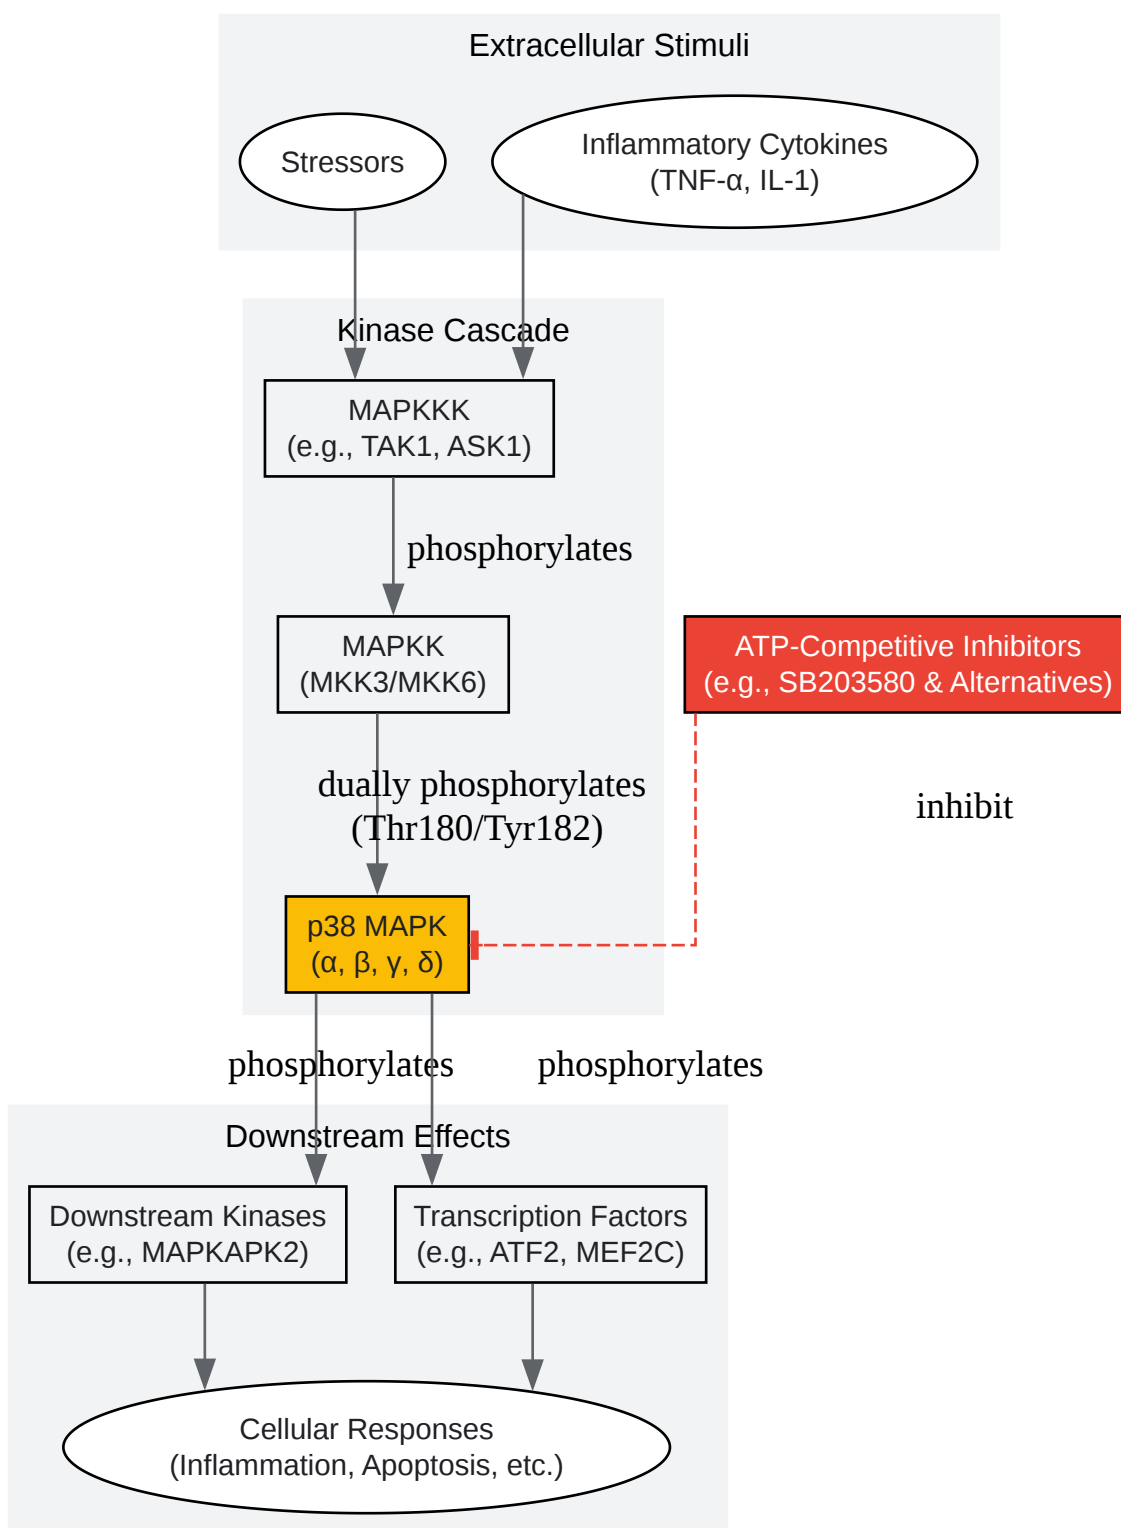 Extracellular Stimuli
Stressors
Inflammatory Cytokines
(TNF-α, IL-1)
Kinase Cascade
MAPKKK
(e.g., TAK1, ASK1)
phosphorylates
MAPKK
(MKK3/MKK6)
ATP-Competitive Inhibitors
(e.g., SB203580 & Alternatives)
dually phosphorylates
(Thr180/Tyr182)
inhibit
p38 MAPK
(α, β, γ, δ)
phosphorylates
phosphorylates
Downstream Effects
Downstream Kinases
(e.g., MAPKAPK2)
Transcription Factors
(e.g., ATF2, MEF2C)
Cellular Responses
(Inflammation, Apoptosis, etc.)